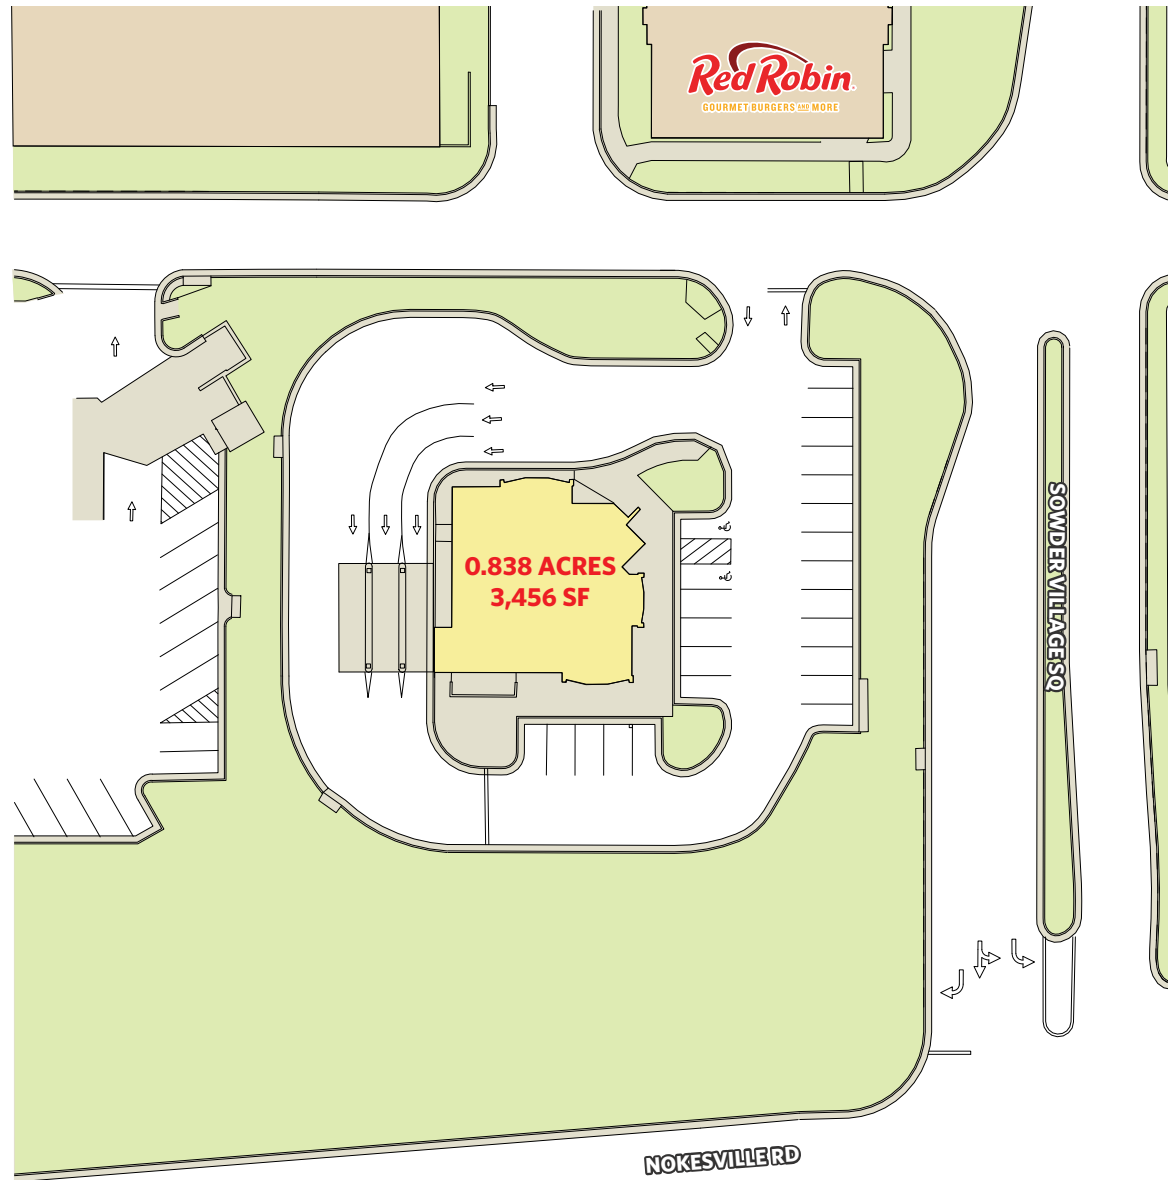 Red Robin
GOURMET BURGERS AND MORE
0.838 ACRES
3,456 SF
SOWDER VILLAGE SQ
NOKESVILLE RD